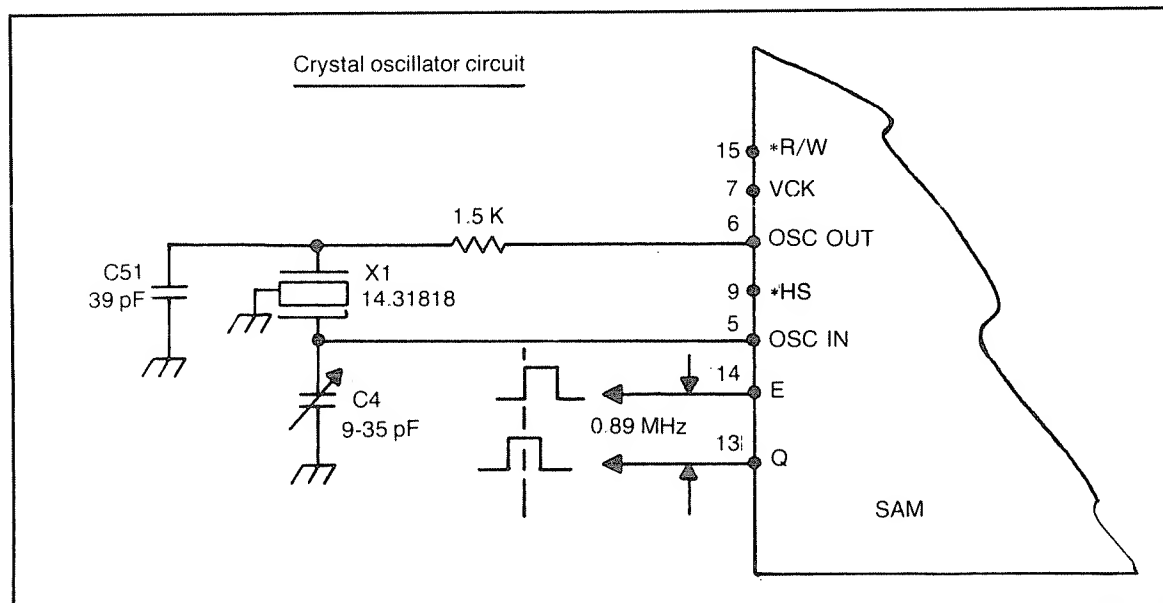 Crystal oscillator circuit
15 *R/W
7 VCK
1.5 K
6
OSC OUT
C51
39 pF
X1
14.31818
9 *HS
5
OSC IN
14
E
C4
9-35 pF
0.89 MHz
13
Q
SAM